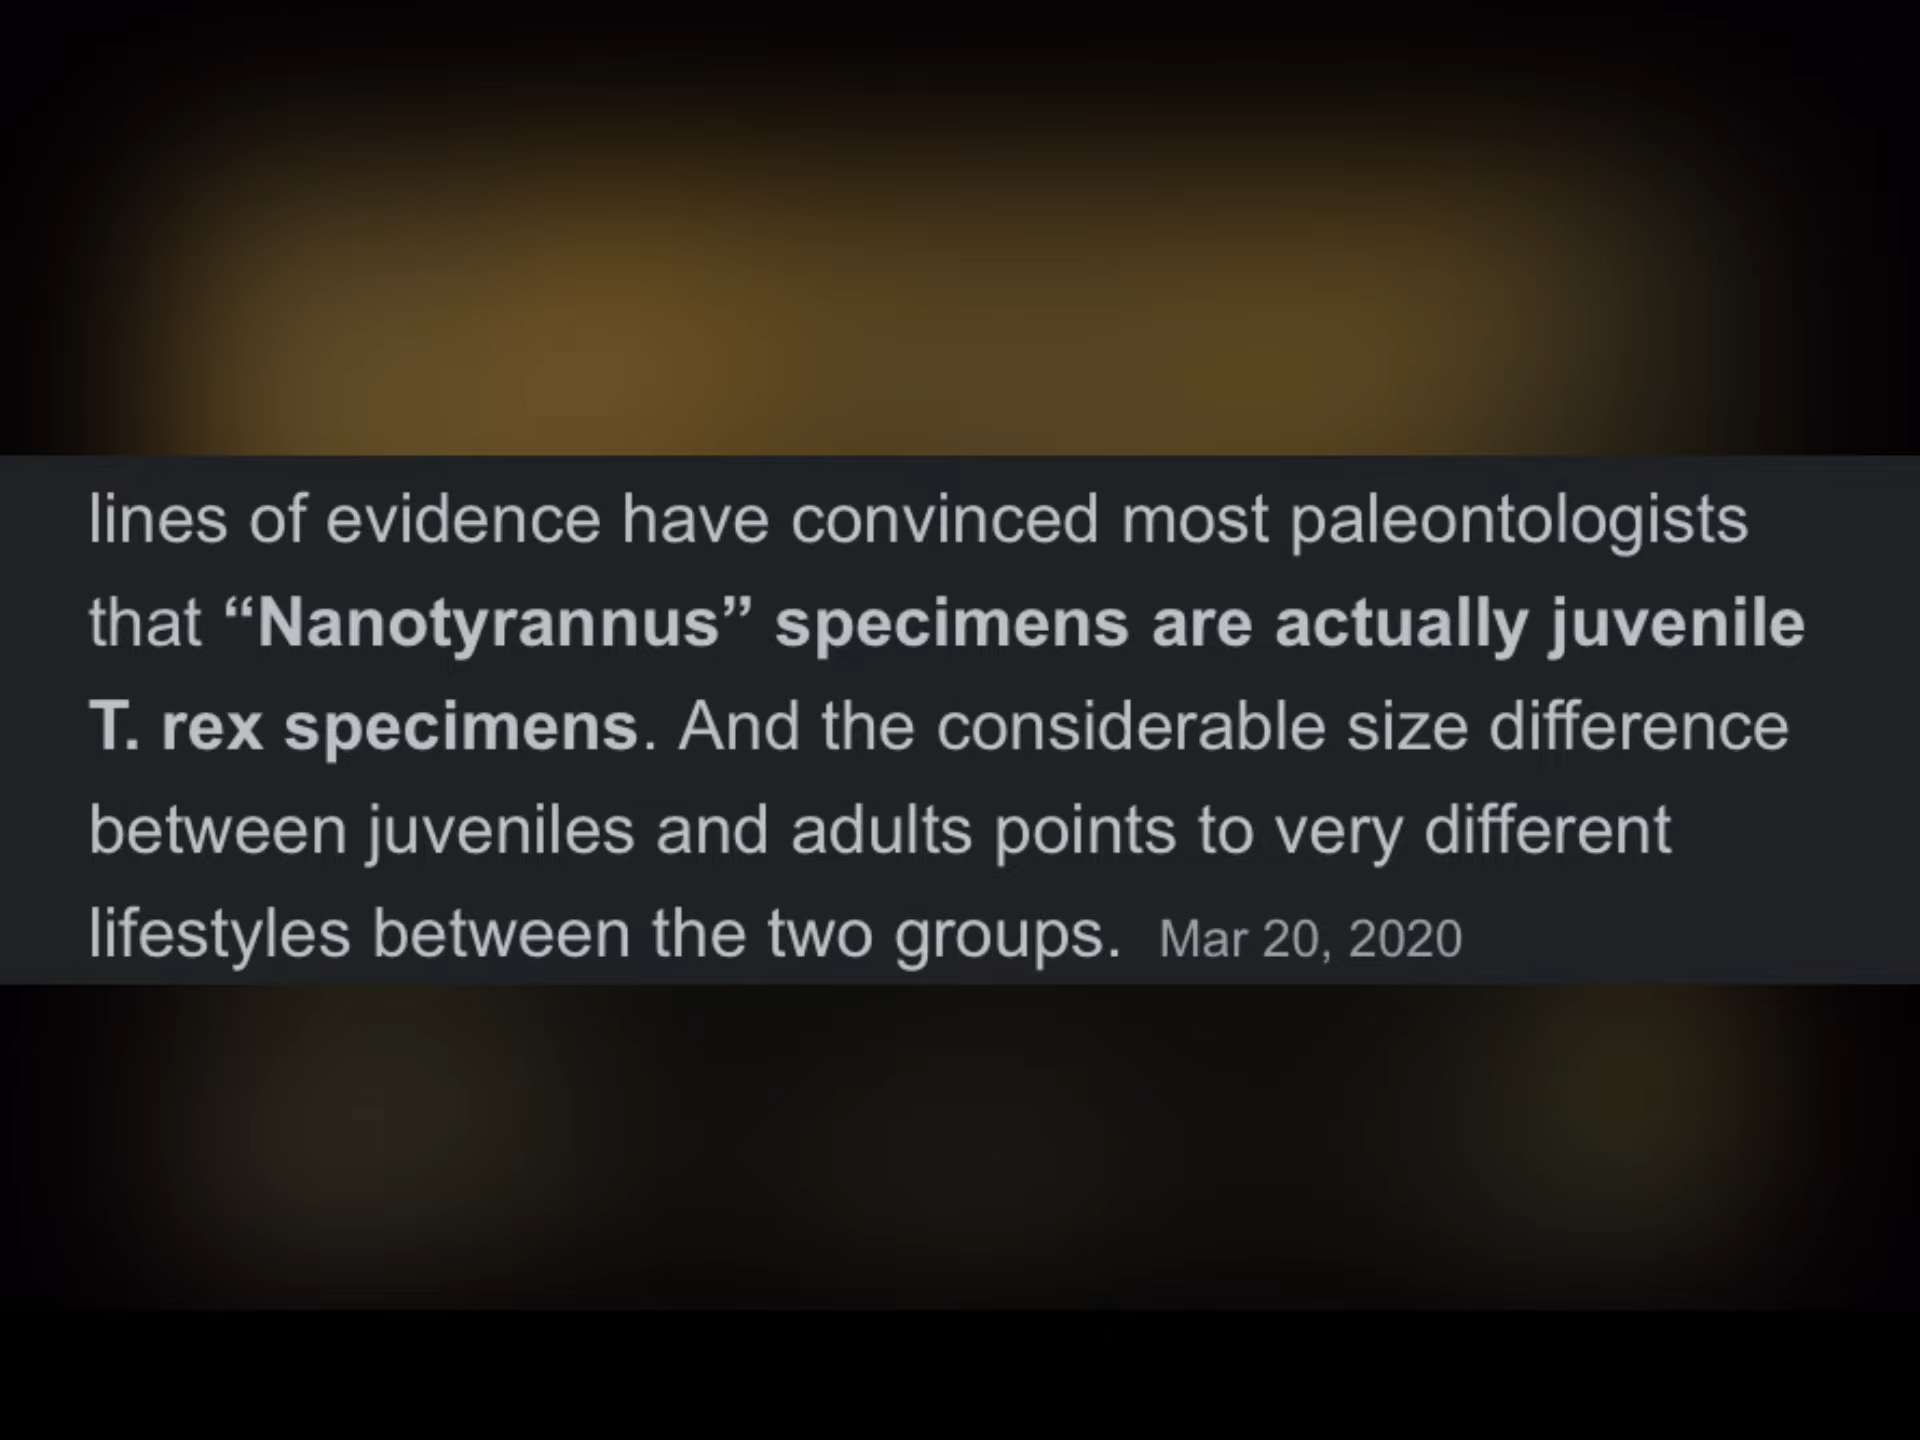 lines of evidence have convinced most paleontologists
that “Nanotyrannus” specimens are actually juvenile
T. rex specimens. And the considerable size difference
between juveniles and adults points to very different
lifestyles between the two groups. Mar 20, 2020